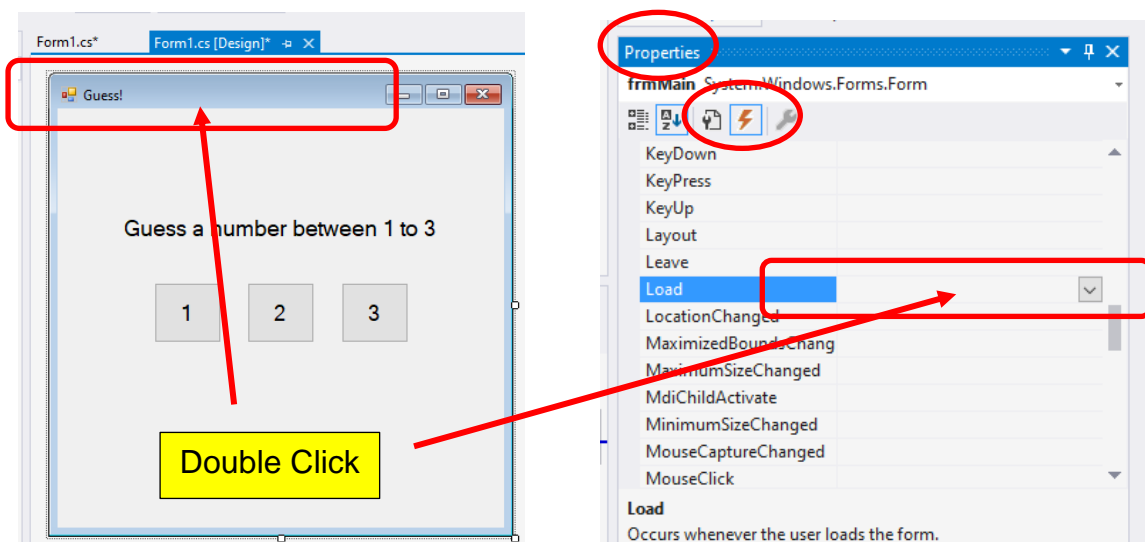 Form1.cs*
Form1.cs [Design]*
Guess!
Guess a number between 1 to 3
1 2 3
Double Click
Properties
frmMain System.Windows.Forms.Form
KeyDown
KeyPress
KeyUp
Layout
Leave
Load
LocationChanged
MaximizedBoundsChang
MaximumSizeChanged
MdiChildActivate
MinimumSizeChanged
MouseCaptureChanged
MouseClick
Load
Occurs whenever the user loads the form.